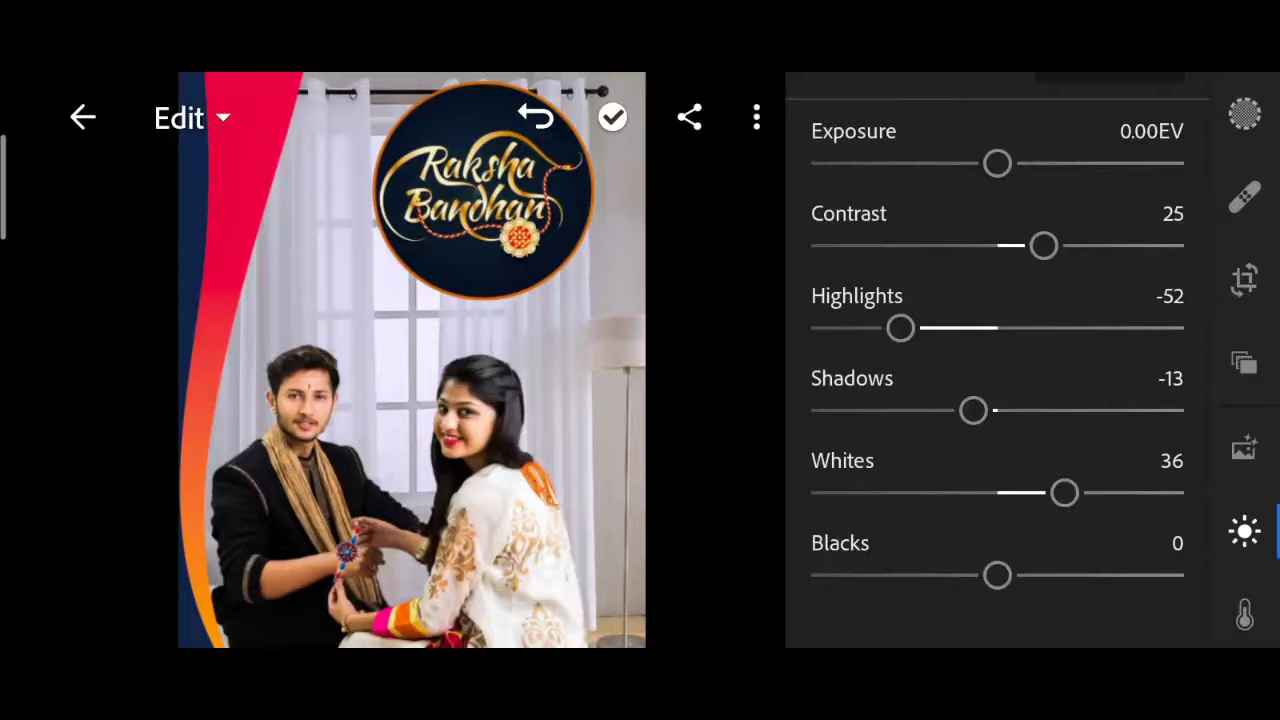 Edit
Raksha
Bandhan
Exposure 0.00EV
Contrast 25
Highlights -52
Shadows -13
Whites 36
Blacks 0